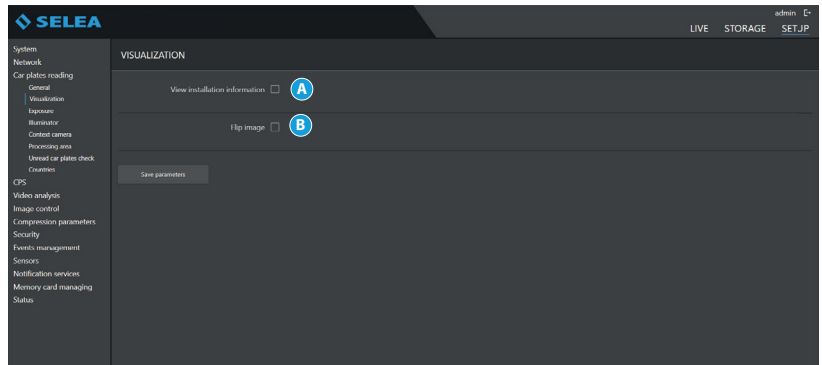 SELEA
admin
LIVE STORAGE SETUP
System
Network
Car plates reading
General
Visualization
Exposure
Illuminator
Context camera
Processing area
Unread car plates check
Countries
CPS
Video analysis
Image control
Compression parameters
Security
Events management
Sensors
Notification services
Memory card managing
Status
VISUALIZATION
View installation information A
Flip image B
Save parameters